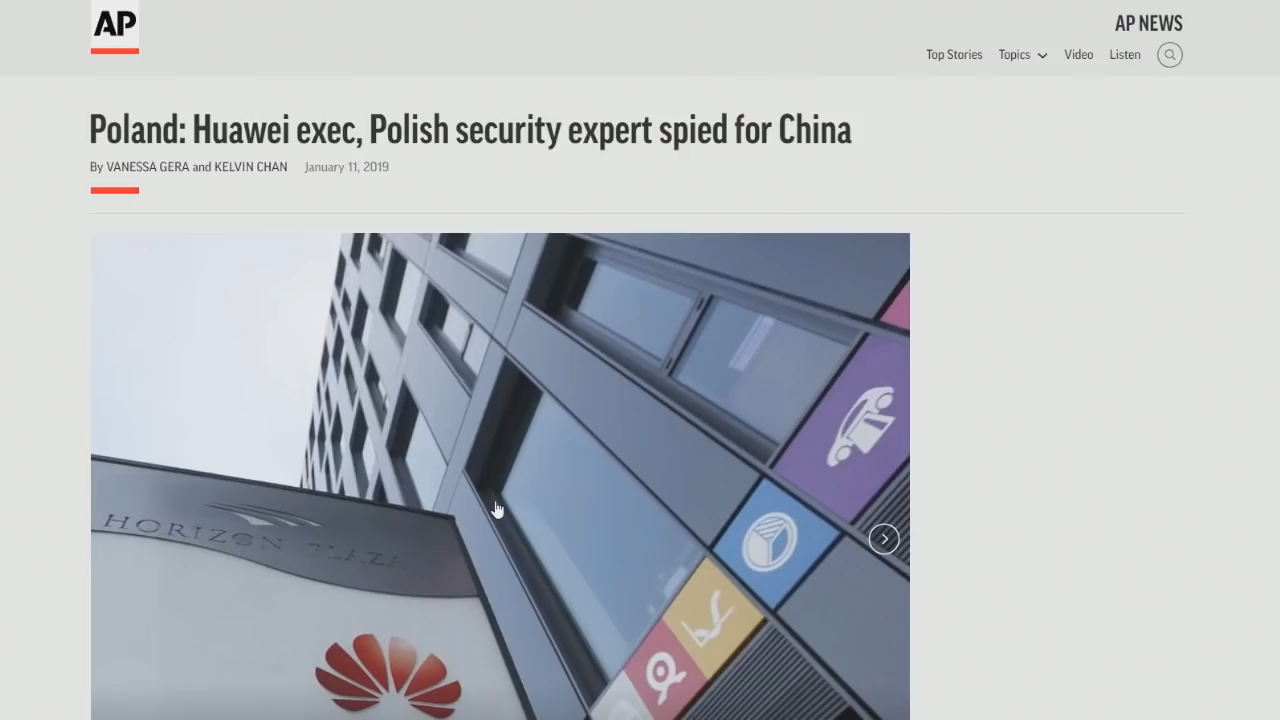 AP
AP NEWS
Top Stories Topics Video Listen
Poland: Huawei exec, Polish security expert spied for China
By VANESSA GERA and KELVIN CHAN January 11, 2019
HORIZON PLAZA